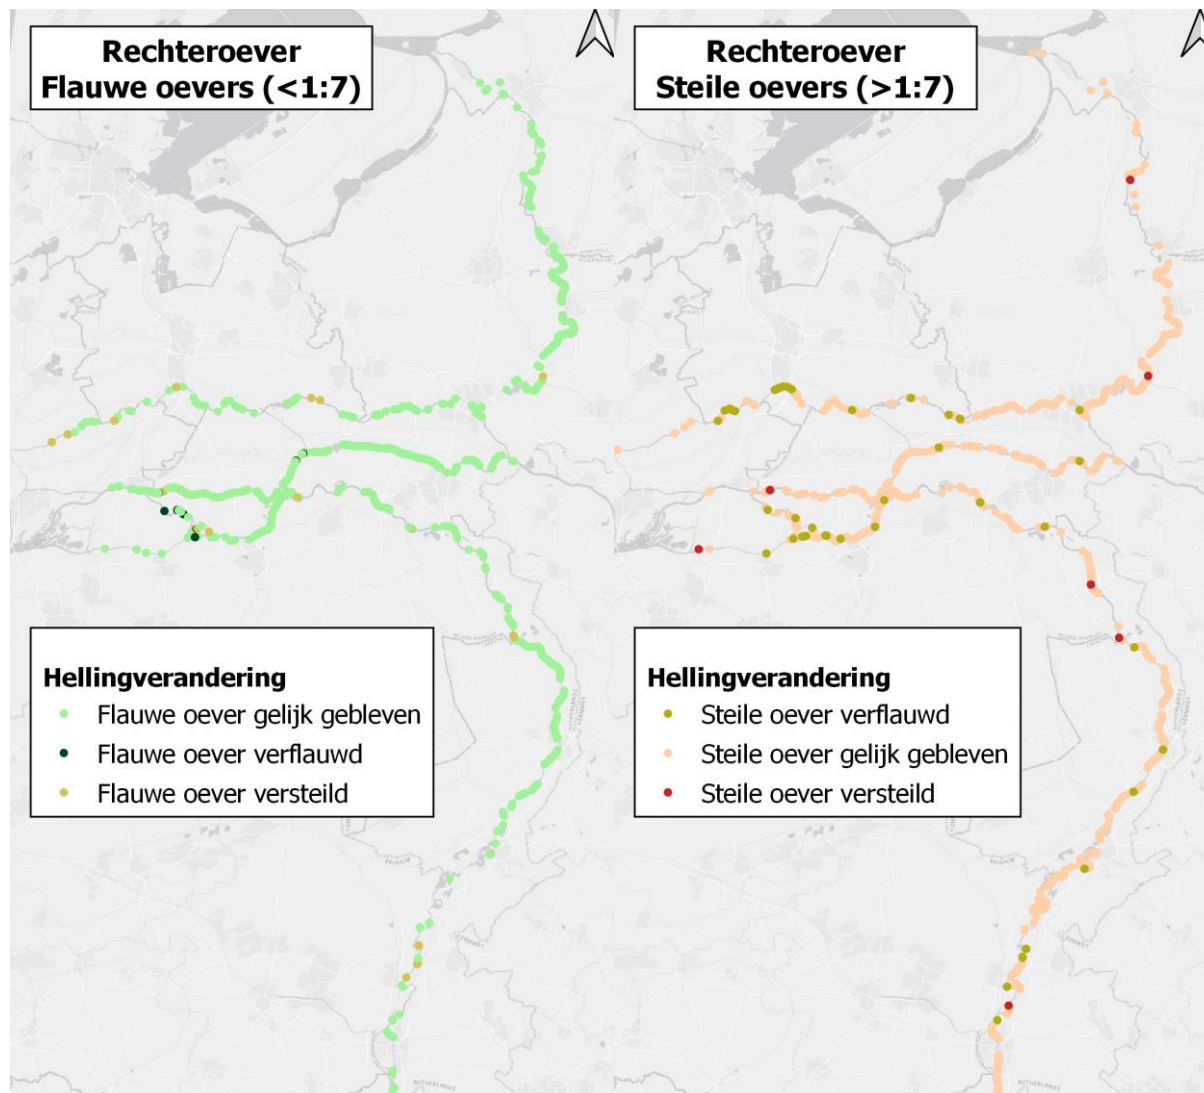 Rechteroever
Flauwe oevers (<1:7)
Hellingverandering
Flauwe oever gelijk gebleven
Flauwe oever verflauwd
Flauwe oever versteild
Rechteroever
Steile oevers (>1:7)
Hellingverandering
Steile oever verflauwd
Steile oever gelijk gebleven
Steile oever versteild